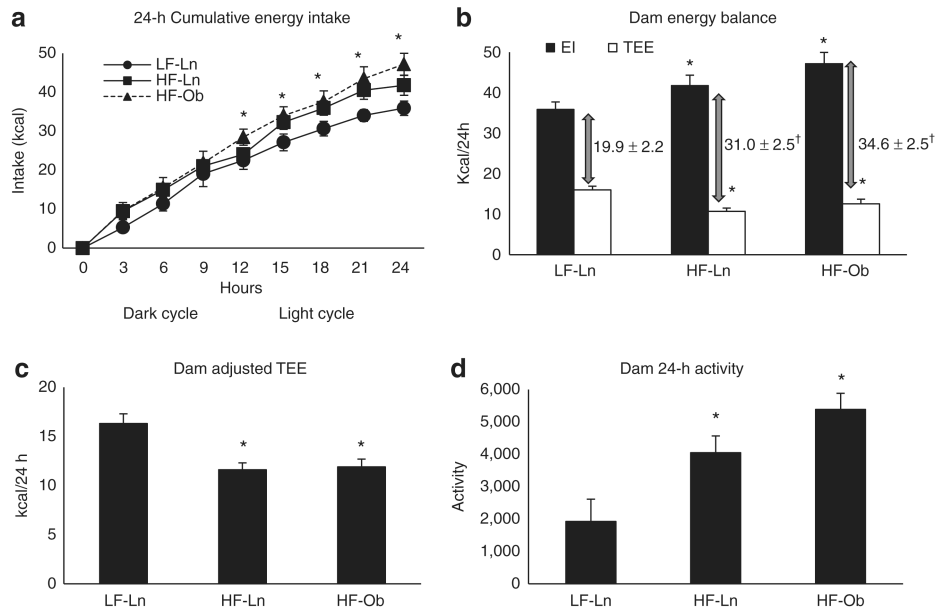 a
24-h Cumulative energy intake
50
40
30
20
10
0
Intake (kcal)
LF-Ln
HF-Ln
HF-Ob
* * * * *
0 3 6 9 12 15 18 21 24
Hours
Dark cycle Light cycle
b
Dam energy balance
EI TEE
50
40
30
20
10
0
Kcal/24h
* *
19.9 ± 2.2 31.0 ± 2.5† 34.6 ± 2.5†
* *
LF-Ln HF-Ln HF-Ob
c
Dam adjusted TEE
20
15
10
5
0
kcal/24 h
* *
LF-Ln HF-Ln HF-Ob
d
Dam 24-h activity
6,000
5,000
4,000
3,000
2,000
1,000
0
Activity
* *
LF-Ln HF-Ln HF-Ob